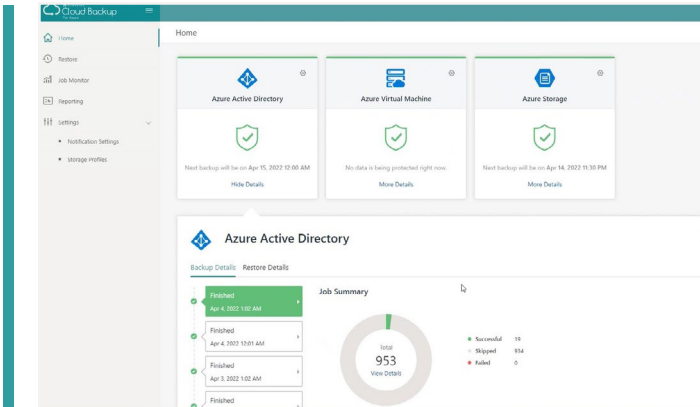 Cloud Backup
Home
Home
Restore
Job Monitor
Reporting
Settings
Notification Settings
Storage Profiles
Azure Active Directory
Next backup will be on Apr 15, 2022 12:00 AM
Hide Details
Azure Virtual Machine
No data is being protected right now.
More Details
Azure Storage
Next backup will be on Apr 14, 2022 11:30 PM
More Details
Azure Active Directory
Backup Details Restore Details
Finished
Apr 4, 2022 1:02 AM
Finished
Apr 4, 2022 12:01 AM
Finished
Apr 3, 2022 1:02 AM
Finished
Job Summary
Total
953
View Details
Successful 19
Skipped 934
Failed 0